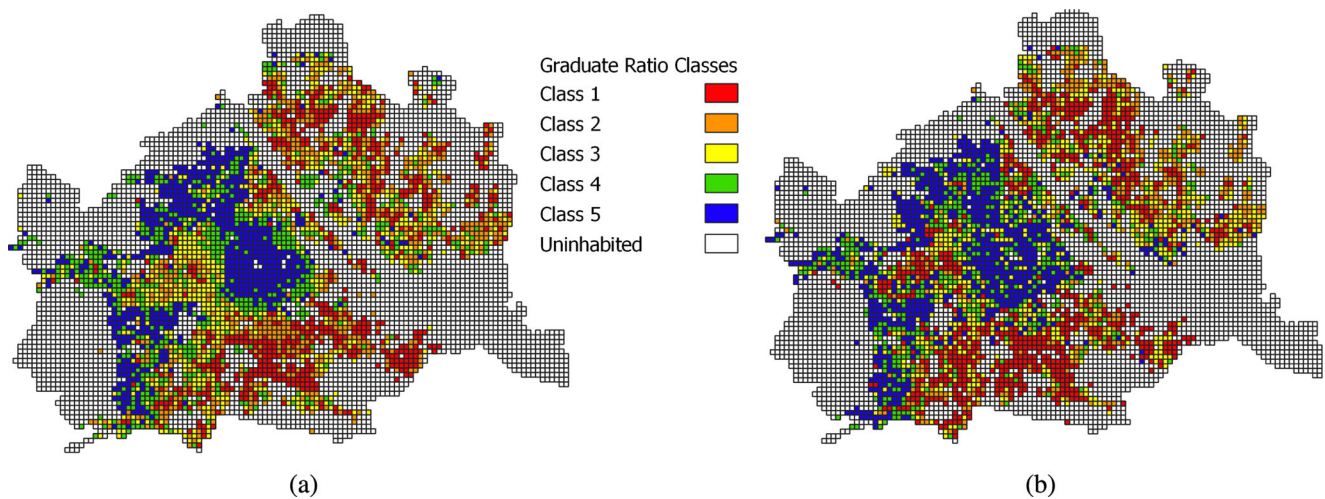 Graduate Ratio Classes
Class 1
Class 2
Class 3
Class 4
Class 5
Uninhabited
(a)
(b)